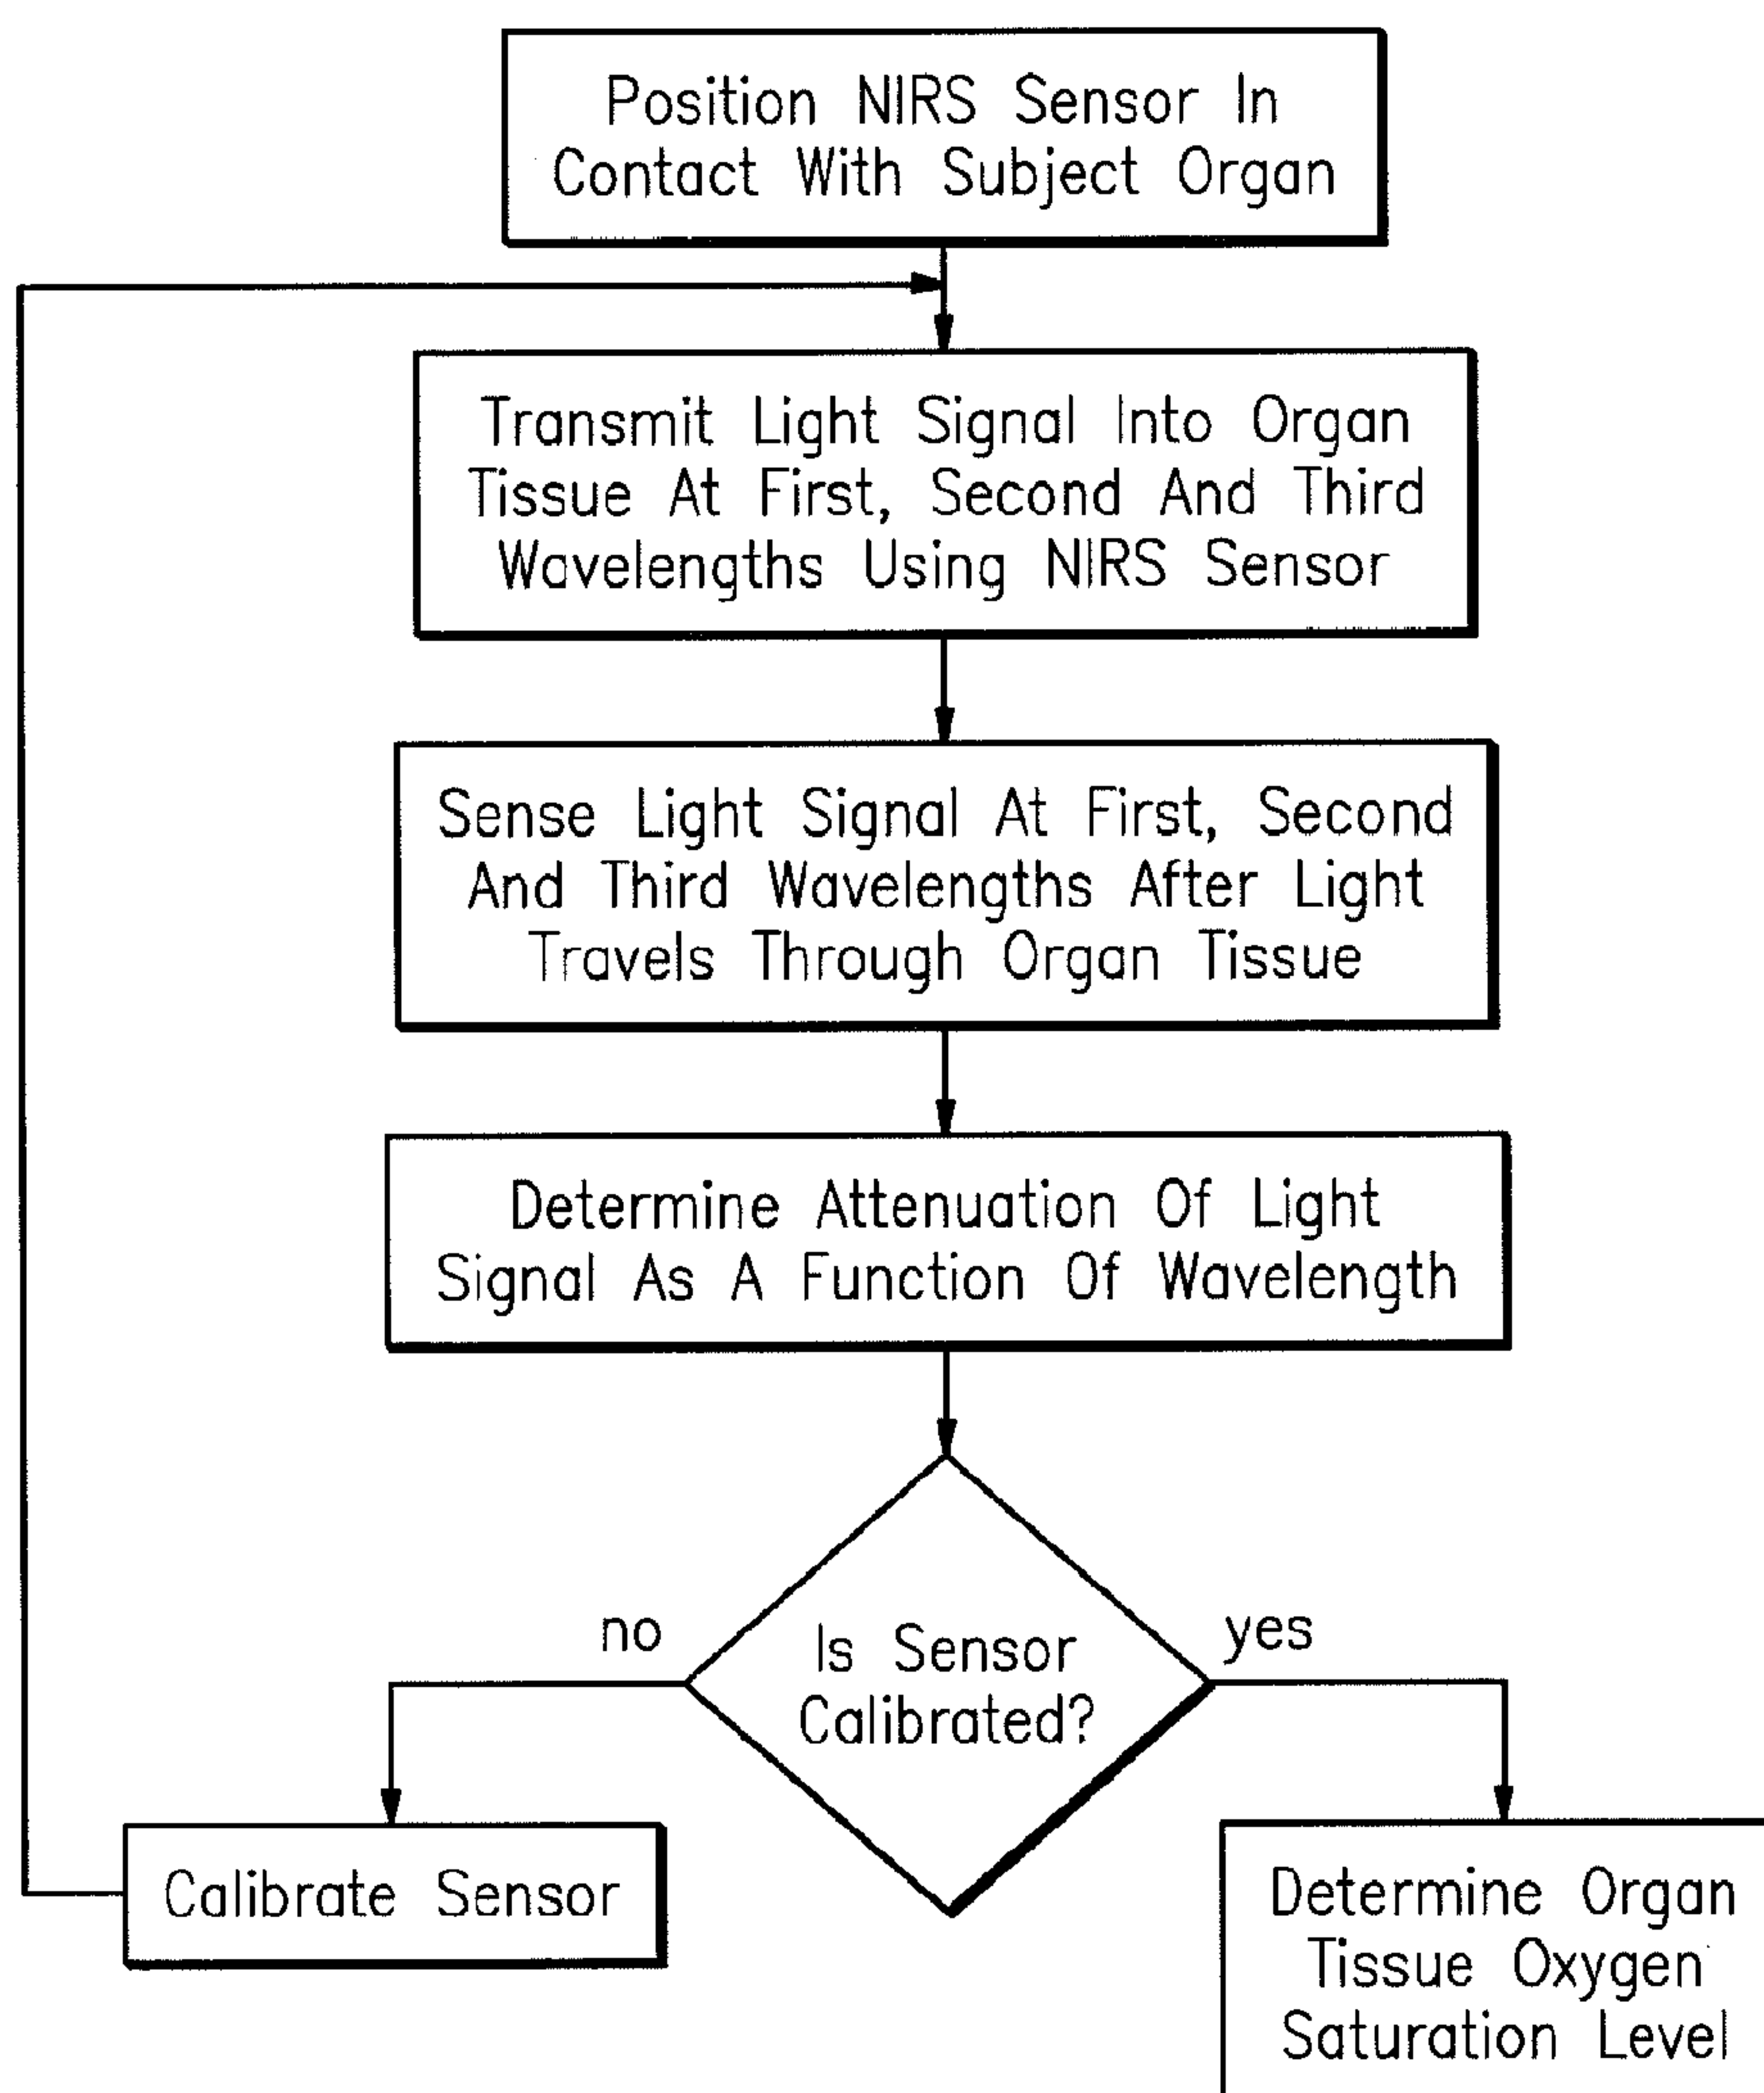 Position NIRS Sensor In
Contact With Subject Organ
Transmit Light Signal Into Organ
Tissue At First, Second And Third
Wavelengths Using NIRS Sensor
Sense Light Signal At First, Second
And Third Wavelengths After Light
Travels Through Organ Tissue
Determine Attenuation Of Light
Signal As A Function Of Wavelength
no
Is Sensor
Calibrated?
yes
Calibrate Sensor
Determine Organ
Tissue Oxygen
Saturation Level